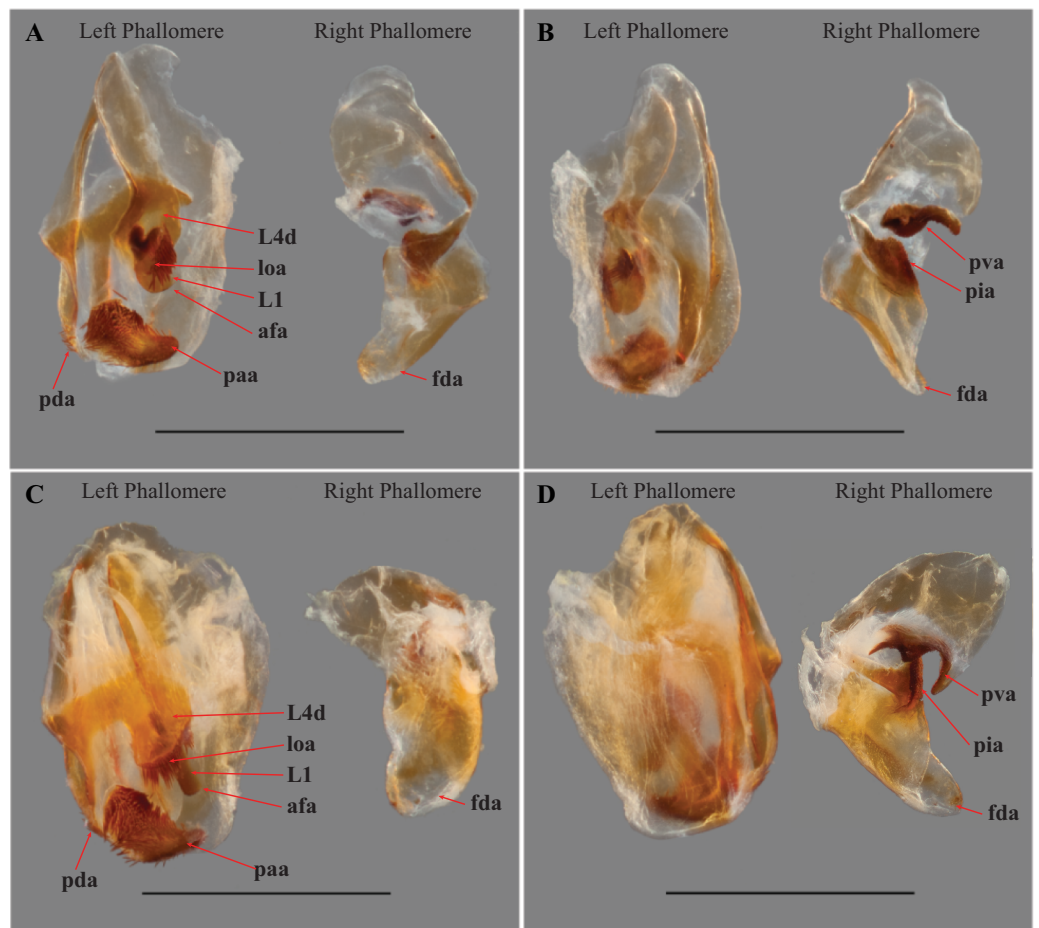 A Left Phallomere Right Phallomere
L4d
loa
L1
afa
paa
pda
fda
B Left Phallomere Right Phallomere
pva
pia
fda
C Left Phallomere Right Phallomere
L4d
loa
L1
afa
fda
pda
paa
D Left Phallomere Right Phallomere
pva
pia
fda